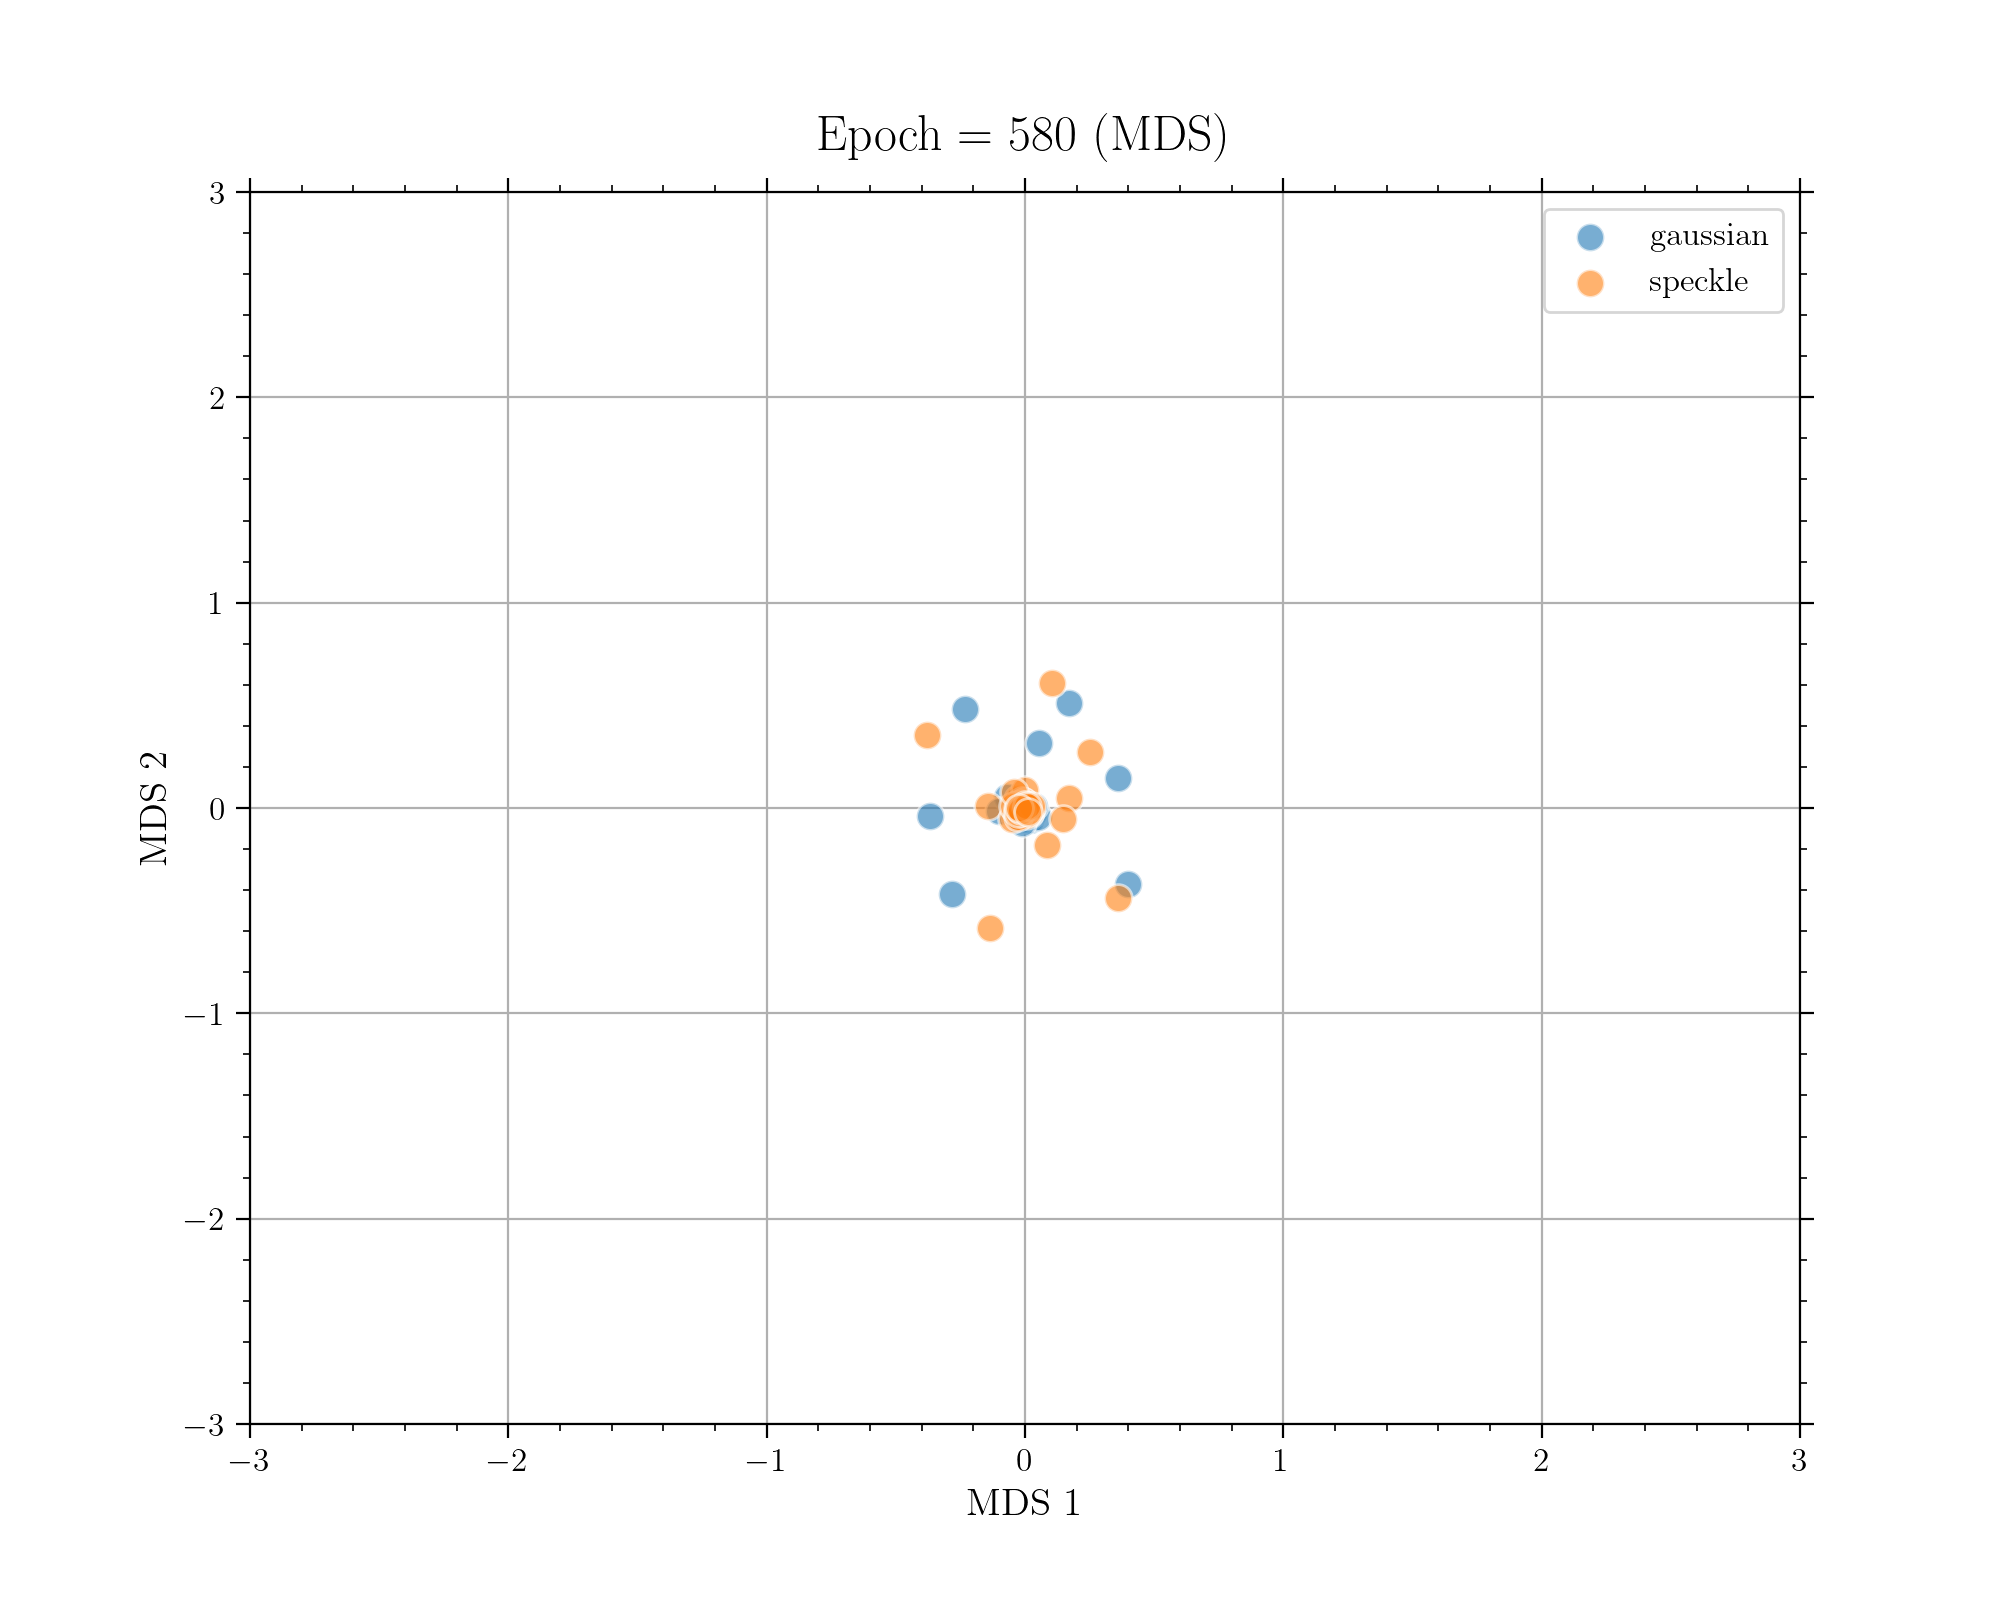 Epoch = 580 (MDS)
gaussian
speckle
3
2
1
0
−1
−2
−3
MDS 2
−3 −2 −1 0 1 2 3
MDS 1